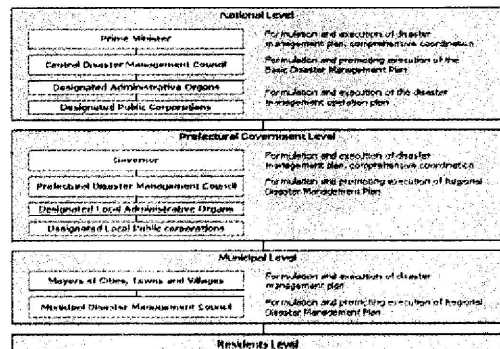 National Level
Prime Minister
Formulation and execution of disaster
management plan, comprehensive coordination
Central Disaster Management Council
Formulation and promoting execution of the
Basic Disaster Management Plan
Designated Administrative Organs
Designated Public Corporations
Formulation and execution of the disaster
management operation plan
Prefectural Government Level
Governor
Formulation and execution of disaster
management plan, comprehensive coordination
Prefectural Disaster Management Council
Formulation and promoting execution of Regional
Disaster Management Plan
Designated Local Administrative Organs
Designated Local Public corporations
Municipal Level
Mayors of Cities, Towns and Villages
Formulation and execution of disaster
management plan
Municipal Disaster Management Council
Formulation and promoting execution of Regional
Disaster Management Plan
Residents Level